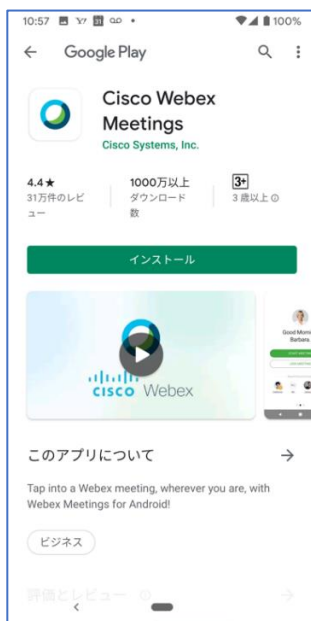 10:57 100%
Google Play
Cisco Webex
Meetings
Cisco Systems, Inc.
4.4★ 1000万以上 3+
31万件のレビ ダウンロード 3 歳以上
ュー 数
インストール
Good Morni
Barbara
CISCO Webex
このアプリについて
Tap into a Webex meeting, wherever you are, with
Webex Meetings for Android!
ビジネス
評価とレビュー